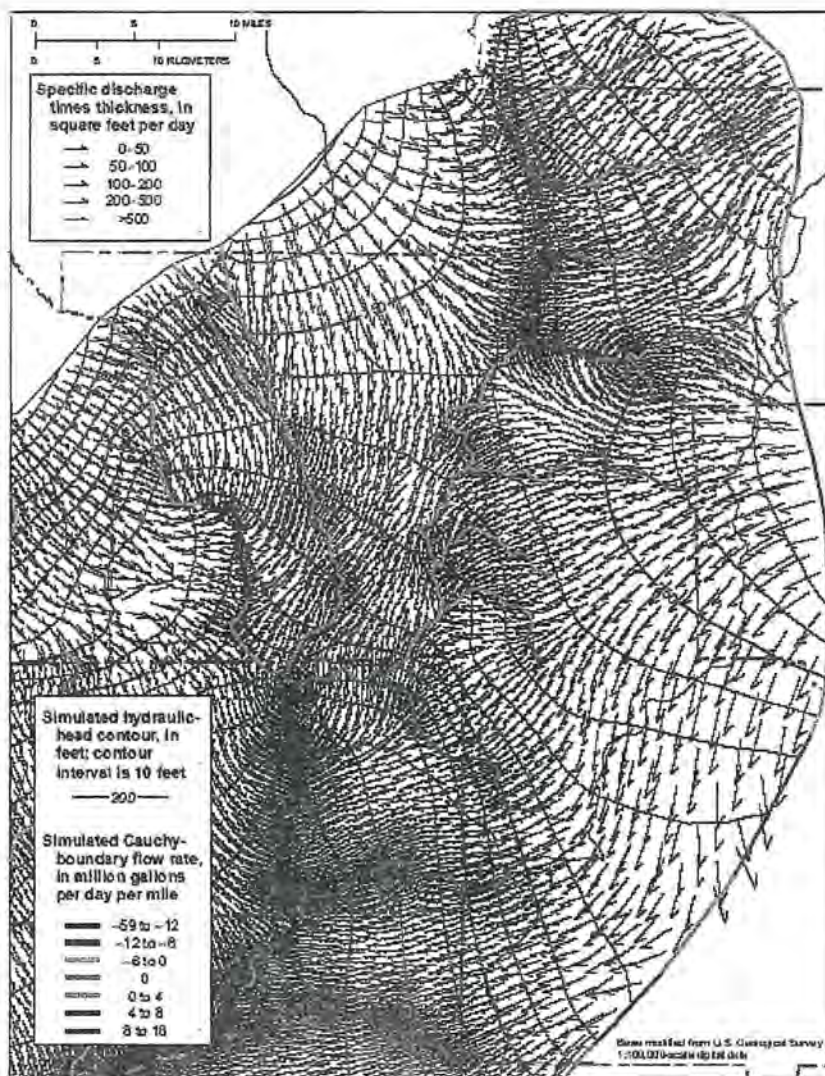 0 5 10 MILES
0 5 10 KILOMETERS
Specific discharge
times thickness, in
square feet per day
0-50
50-100
100-200
200-500
>500
Simulated hydraulic-
head contour, in
feet; contour
interval is 10 feet
200
Simulated Cauchy-
boundary flow rate,
in million gallons
per day per mile
-59 to -12
-12 to -6
-6 to 0
0
0 to 4
4 to 8
8 to 18
Base modified from U.S. Geological Survey
1:100,000-scale digital data